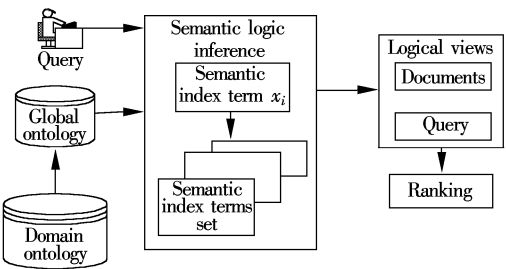 Query
Global
ontology
Domain
ontology
Semantic logic
inference
Semantic
index term xᵢ
Semantic
index terms
set
Logical views
Documents
Query
Ranking